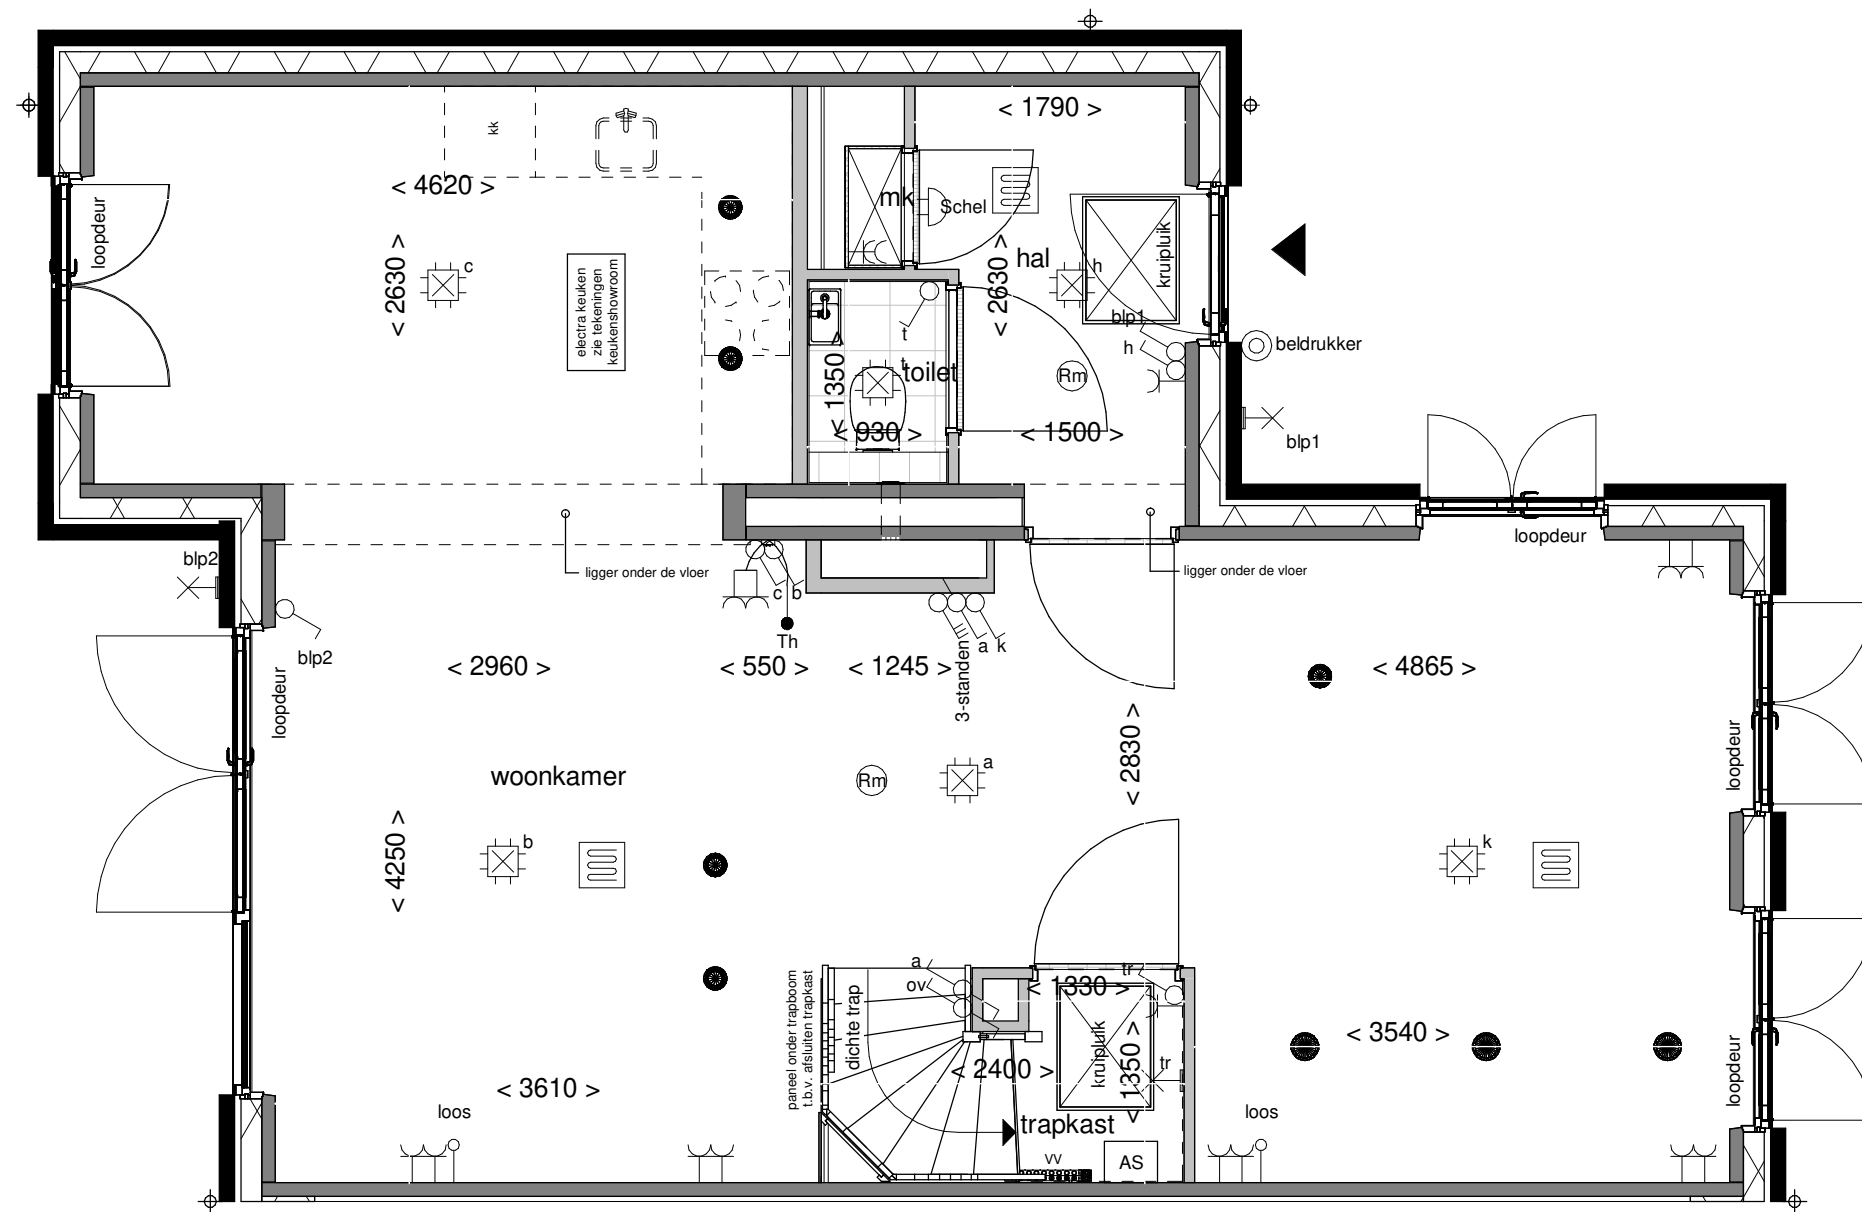 < 1790 >
kk
< 4620 >
mk
Schel
loopdeur
< 2630 >
c
electra keuken
zie tekeningen
keukenshowroom
hal
< 2630 >
h
kruipluik
blp1
h
t
t
toilet
< 1350 >
< 930 >
Rm
< 1500 >
beldrukker
blp1
loopdeur
blp2
ligger onder de vloer
c b
Th
ligger onder de vloer
blp2
loopdeur
< 2960 >
< 550 >
< 1245 >
3-standen
a k
< 4865 >
< 2830 >
loopdeur
woonkamer
Rm
a
< 4250 >
b
k
paneel onder trapboom
t.b.v. afsluiten trapkast
dichte trap
a
ov
tr
< 1330 >
kruipluik
< 1350 >
tr
< 2400 >
< 3540 >
loopdeur
< 3610 >
loos
trapkast
loos
vv
AS